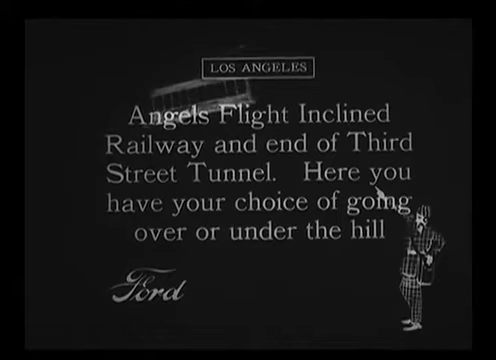 LOS ANGELES
Angels Flight Inclined
Railway and end of Third
Street Tunnel. Here you
have your choice of going
over or under the hill
Ford